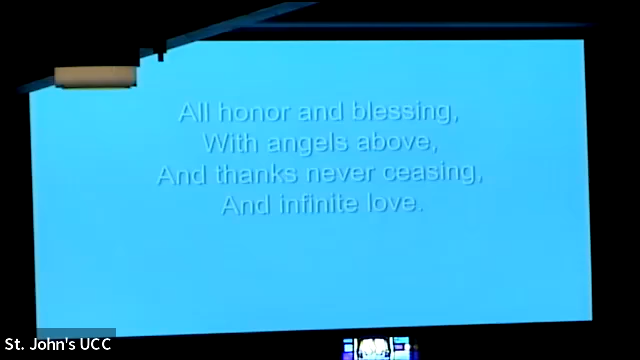 All honor and blessing,
With angels above,
And thanks never ceasing,
And infinite love.
St. John's UCC